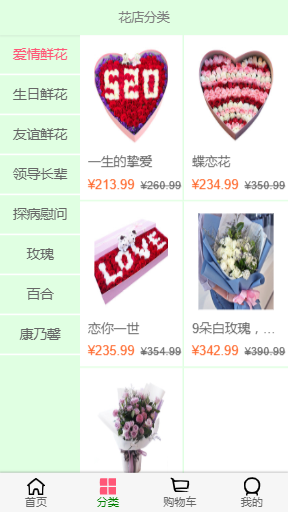 花店分类
爱情鲜花
生日鲜花
友谊鲜花
领导长辈
探病慰问
玫瑰
百合
康乃馨
520
一生的挚爱
¥213.99 ¥260.99
蝶恋花
¥234.99 ¥350.99
LOVE
恋你一世
¥235.99 ¥354.99
9朵白玫瑰，...
¥342.99 ¥390.99
首页
分类
购物车
我的